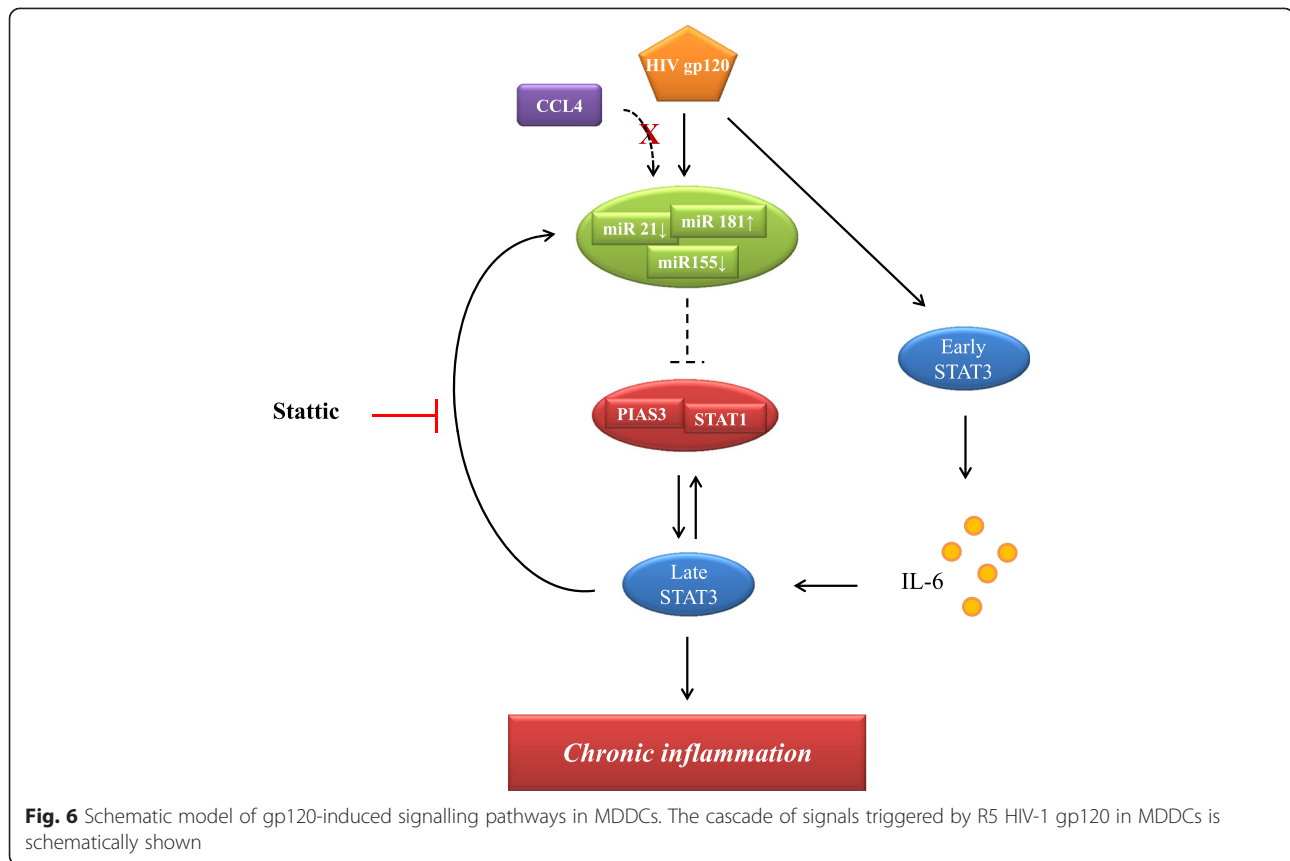 HIV gp120
CCL4
X
miR 21↓
miR 181↑
miR155↓
Early
STAT3
Stattic
PIAS3
STAT1
Late
STAT3
IL-6
Chronic inflammation
Fig. 6 Schematic model of gp120-induced signalling pathways in MDDCs. The cascade of signals triggered by R5 HIV-1 gp120 in MDDCs is
schematically shown